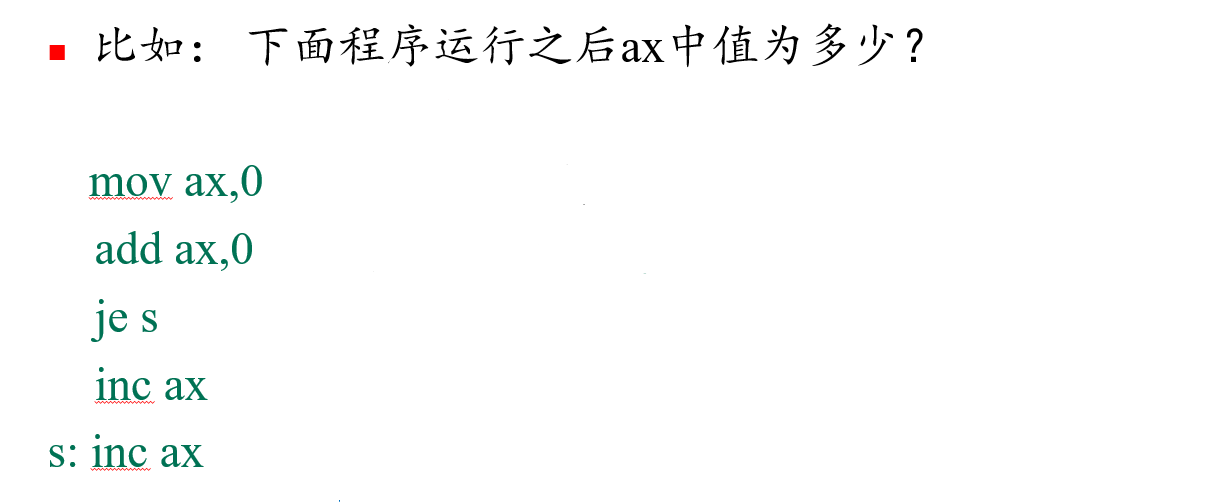 比如： 下面程序运行之后ax中值为多少？
mov ax,0
add ax,0
je s
inc ax
s: inc ax